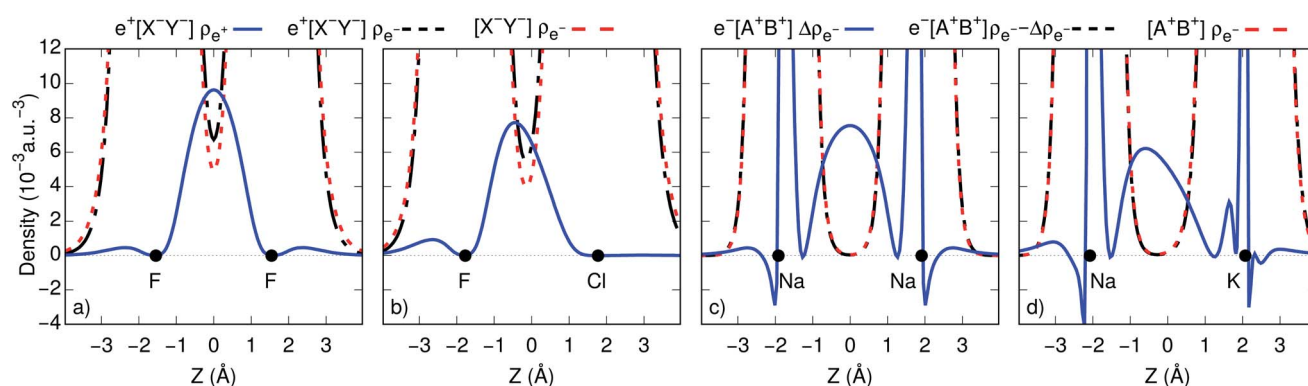 e⁺[X⁻Y⁻] ρₑ⁺ e⁺[X⁻Y⁻] ρₑ⁻ [X⁻Y⁻] ρₑ⁻ e⁻[A⁺B⁺] Δρₑ⁻ e⁻[A⁺B⁺]ρₑ⁻−Δρₑ⁻ [A⁺B⁺] ρₑ⁻
Density (10⁻³a.u.⁻³)
12
10
8
6
4
2
0
−2
−4
F F F Cl Na Na Na K
a) b) c) d)
−3 −2 −1 0 1 2 3 −3 −2 −1 0 1 2 3 −3 −2 −1 0 1 2 3 −3 −2 −1 0 1 2 3
Z (Å) Z (Å) Z (Å) Z (Å)